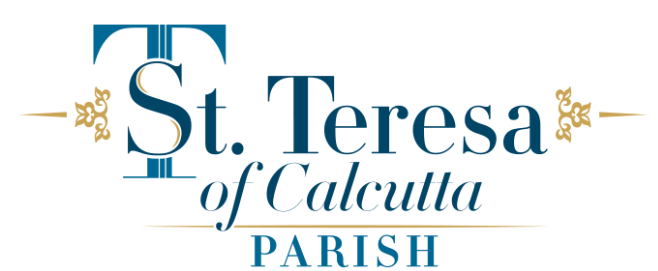 St. Teresa
of Calcutta
PARISH